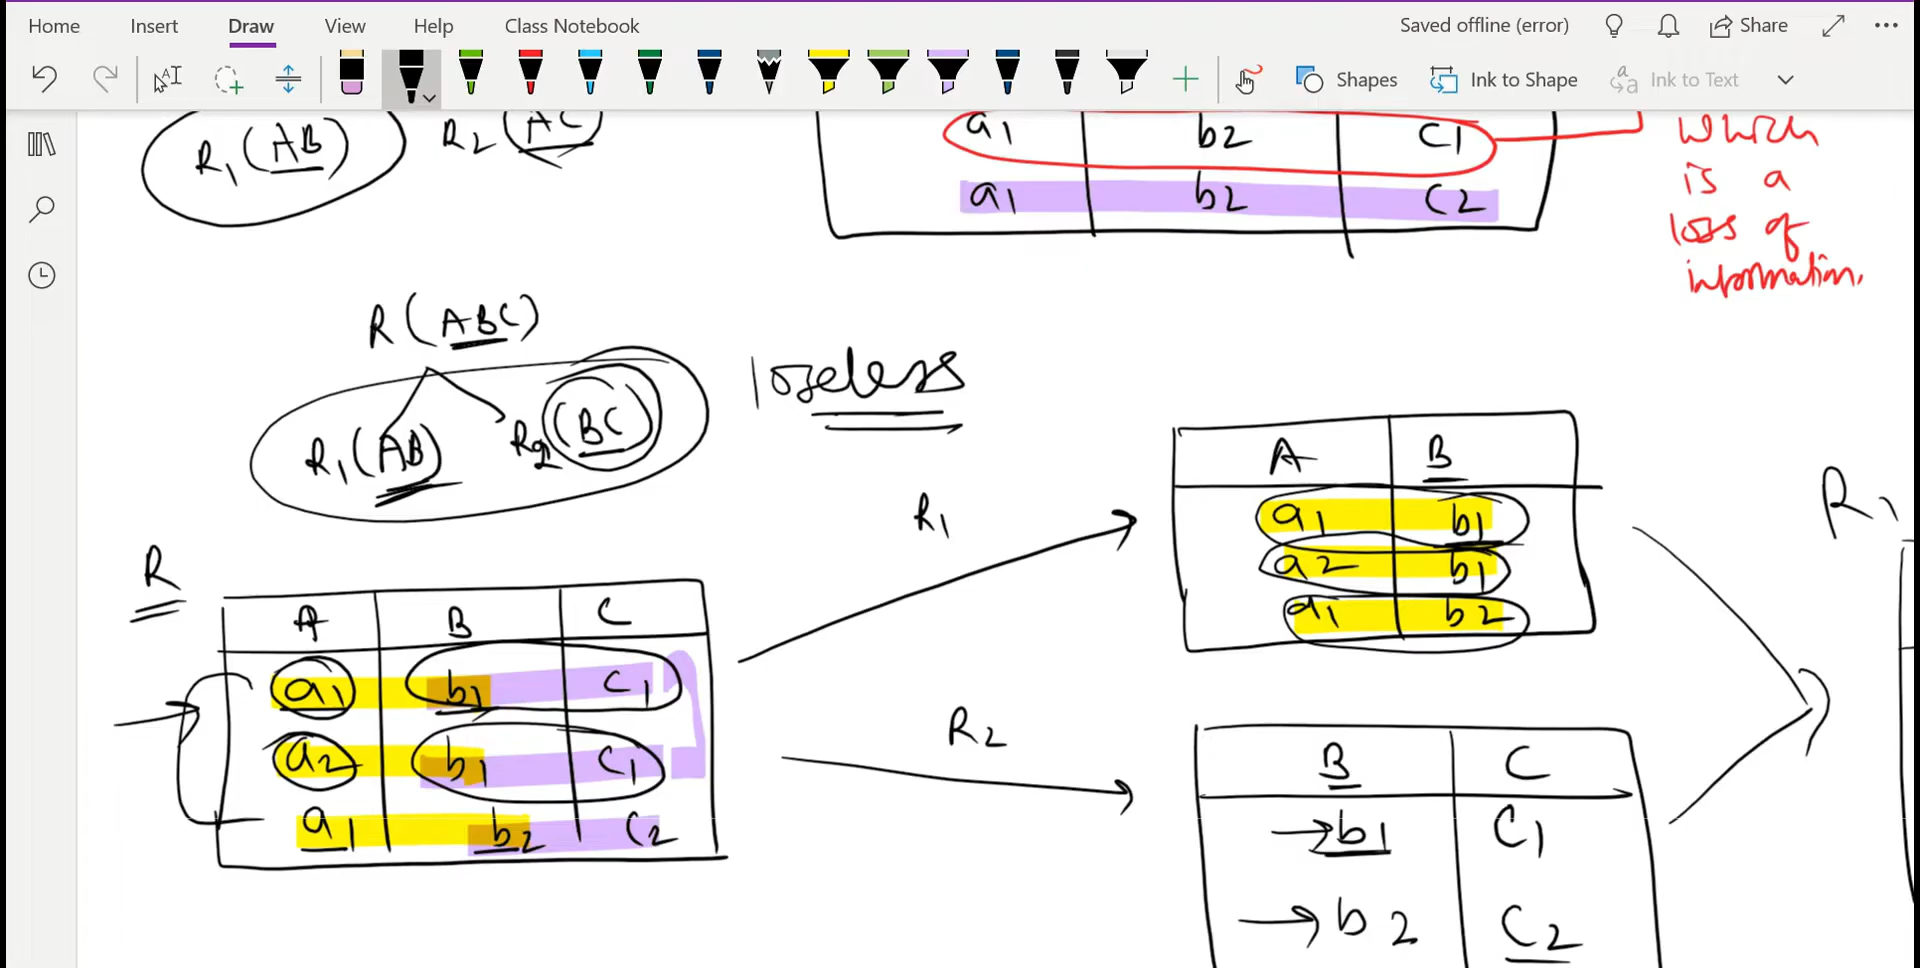 Home Insert Draw View Help Class Notebook Saved offline (error) Share
Shapes Ink to Shape Ink to Text
R1 (AB) R2 (AC)
a1 b2 c1
a1 b2 c2
which
is a
loss of
information.
R (ABC)
R1 (AB) R2 (BC)
loseless
R
A B C
a1 b1 c1
a2 b1 c1
a1 b2 c2
R1
A B
a1 b1
a2 b1
a1 b2
R2
B C
→b1 c1
→b2 c2